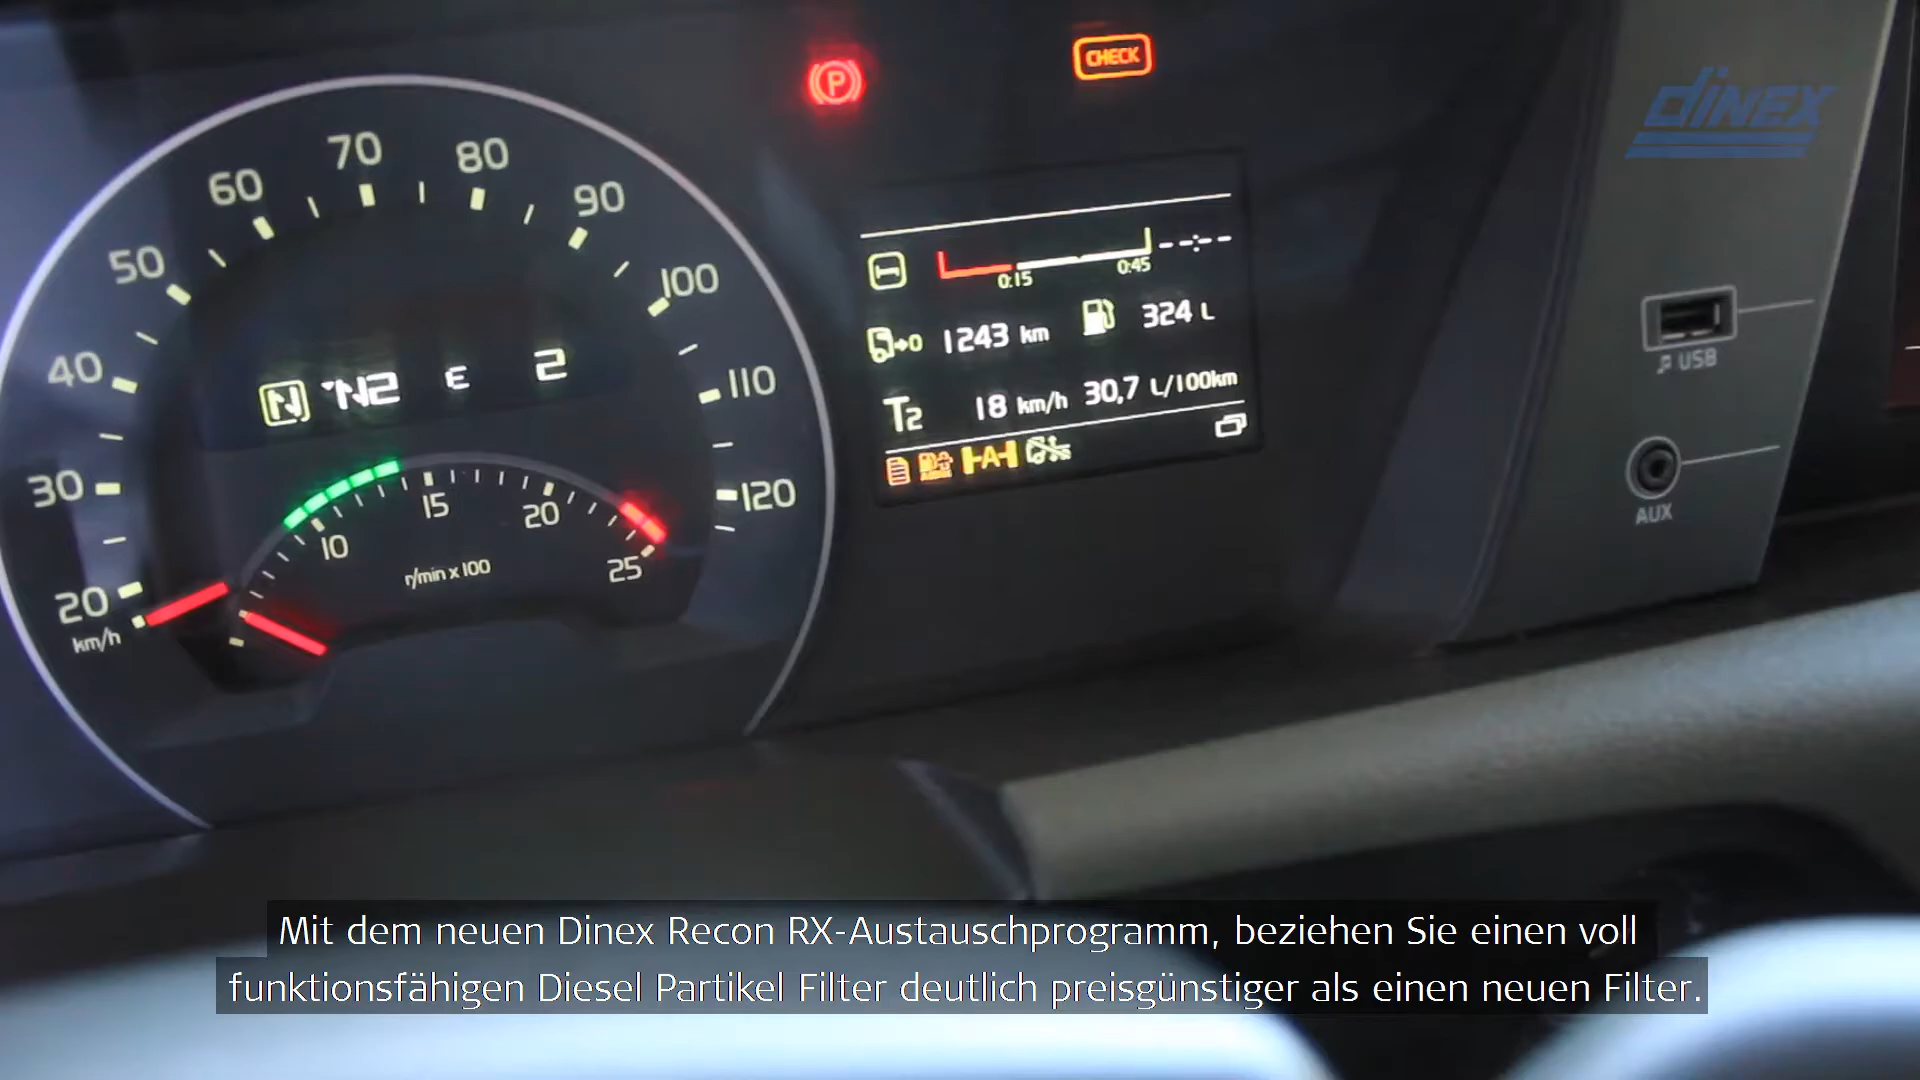 CHECK
P
dinex
70
80
60
90
50
100
0:15
0:45
--:--
324 L
1243 km
USB
40
110
E
2
T2
18 km/h
30,7 L/100km
A
30
120
15
20
10
AUX
r/min x 100
25
20
km/h
Mit dem neuen Dinex Recon RX-Austauschprogramm, beziehen Sie einen voll
funktionsfähigen Diesel Partikel Filter deutlich preisgünstiger als einen neuen Filter.